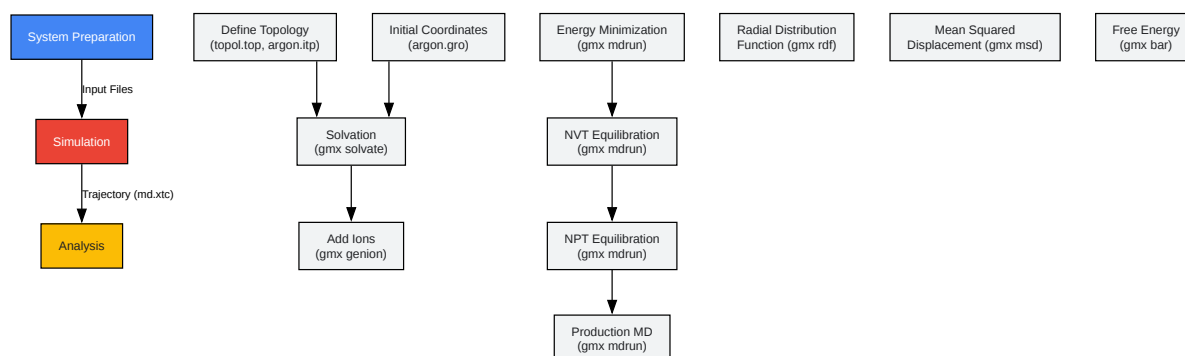 System Preparation
Define Topology
(topol.top, argon.itp)
Initial Coordinates
(argon.gro)
Energy Minimization
(gmx mdrun)
Radial Distribution
Function (gmx rdf)
Mean Squared
Displacement (gmx msd)
Free Energy
(gmx bar)
Input Files
Simulation
Solvation
(gmx solvate)
NVT Equilibration
(gmx mdrun)
Trajectory (md.xtc)
Analysis
Add Ions
(gmx genion)
NPT Equilibration
(gmx mdrun)
Production MD
(gmx mdrun)